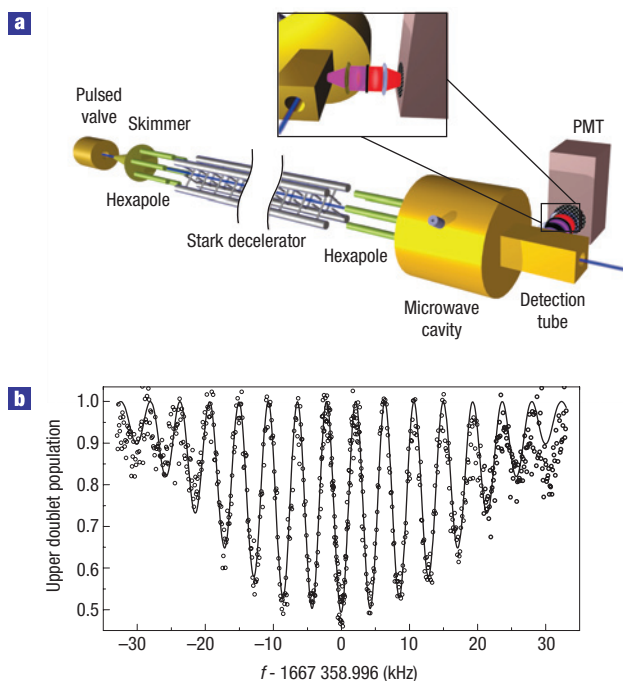 a
Pulsed
valve
Skimmer
Hexapole
Stark decelerator
Hexapole
Microwave
cavity
Detection
tube
PMT
b
Upper doublet population
1.0
0.9
0.8
0.7
0.6
0.5
–30 –20 –10 0 10 20 30
f - 1667 358.996 (kHz)